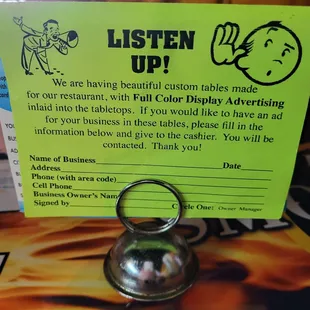 LISTEN
UP!
We are having beautiful custom tables made
for our restaurant, with Full Color Display Advertising
inlaid into the tabletops. If you would like to have an ad
for your business in these tables, please fill in the
information below and give to the cashier. You will be
contacted. Thank you!
Name of Business Date
Address
Phone (with area code)
Cell Phone
Business Owner's Name
Signed by Circle One: Owner Manager